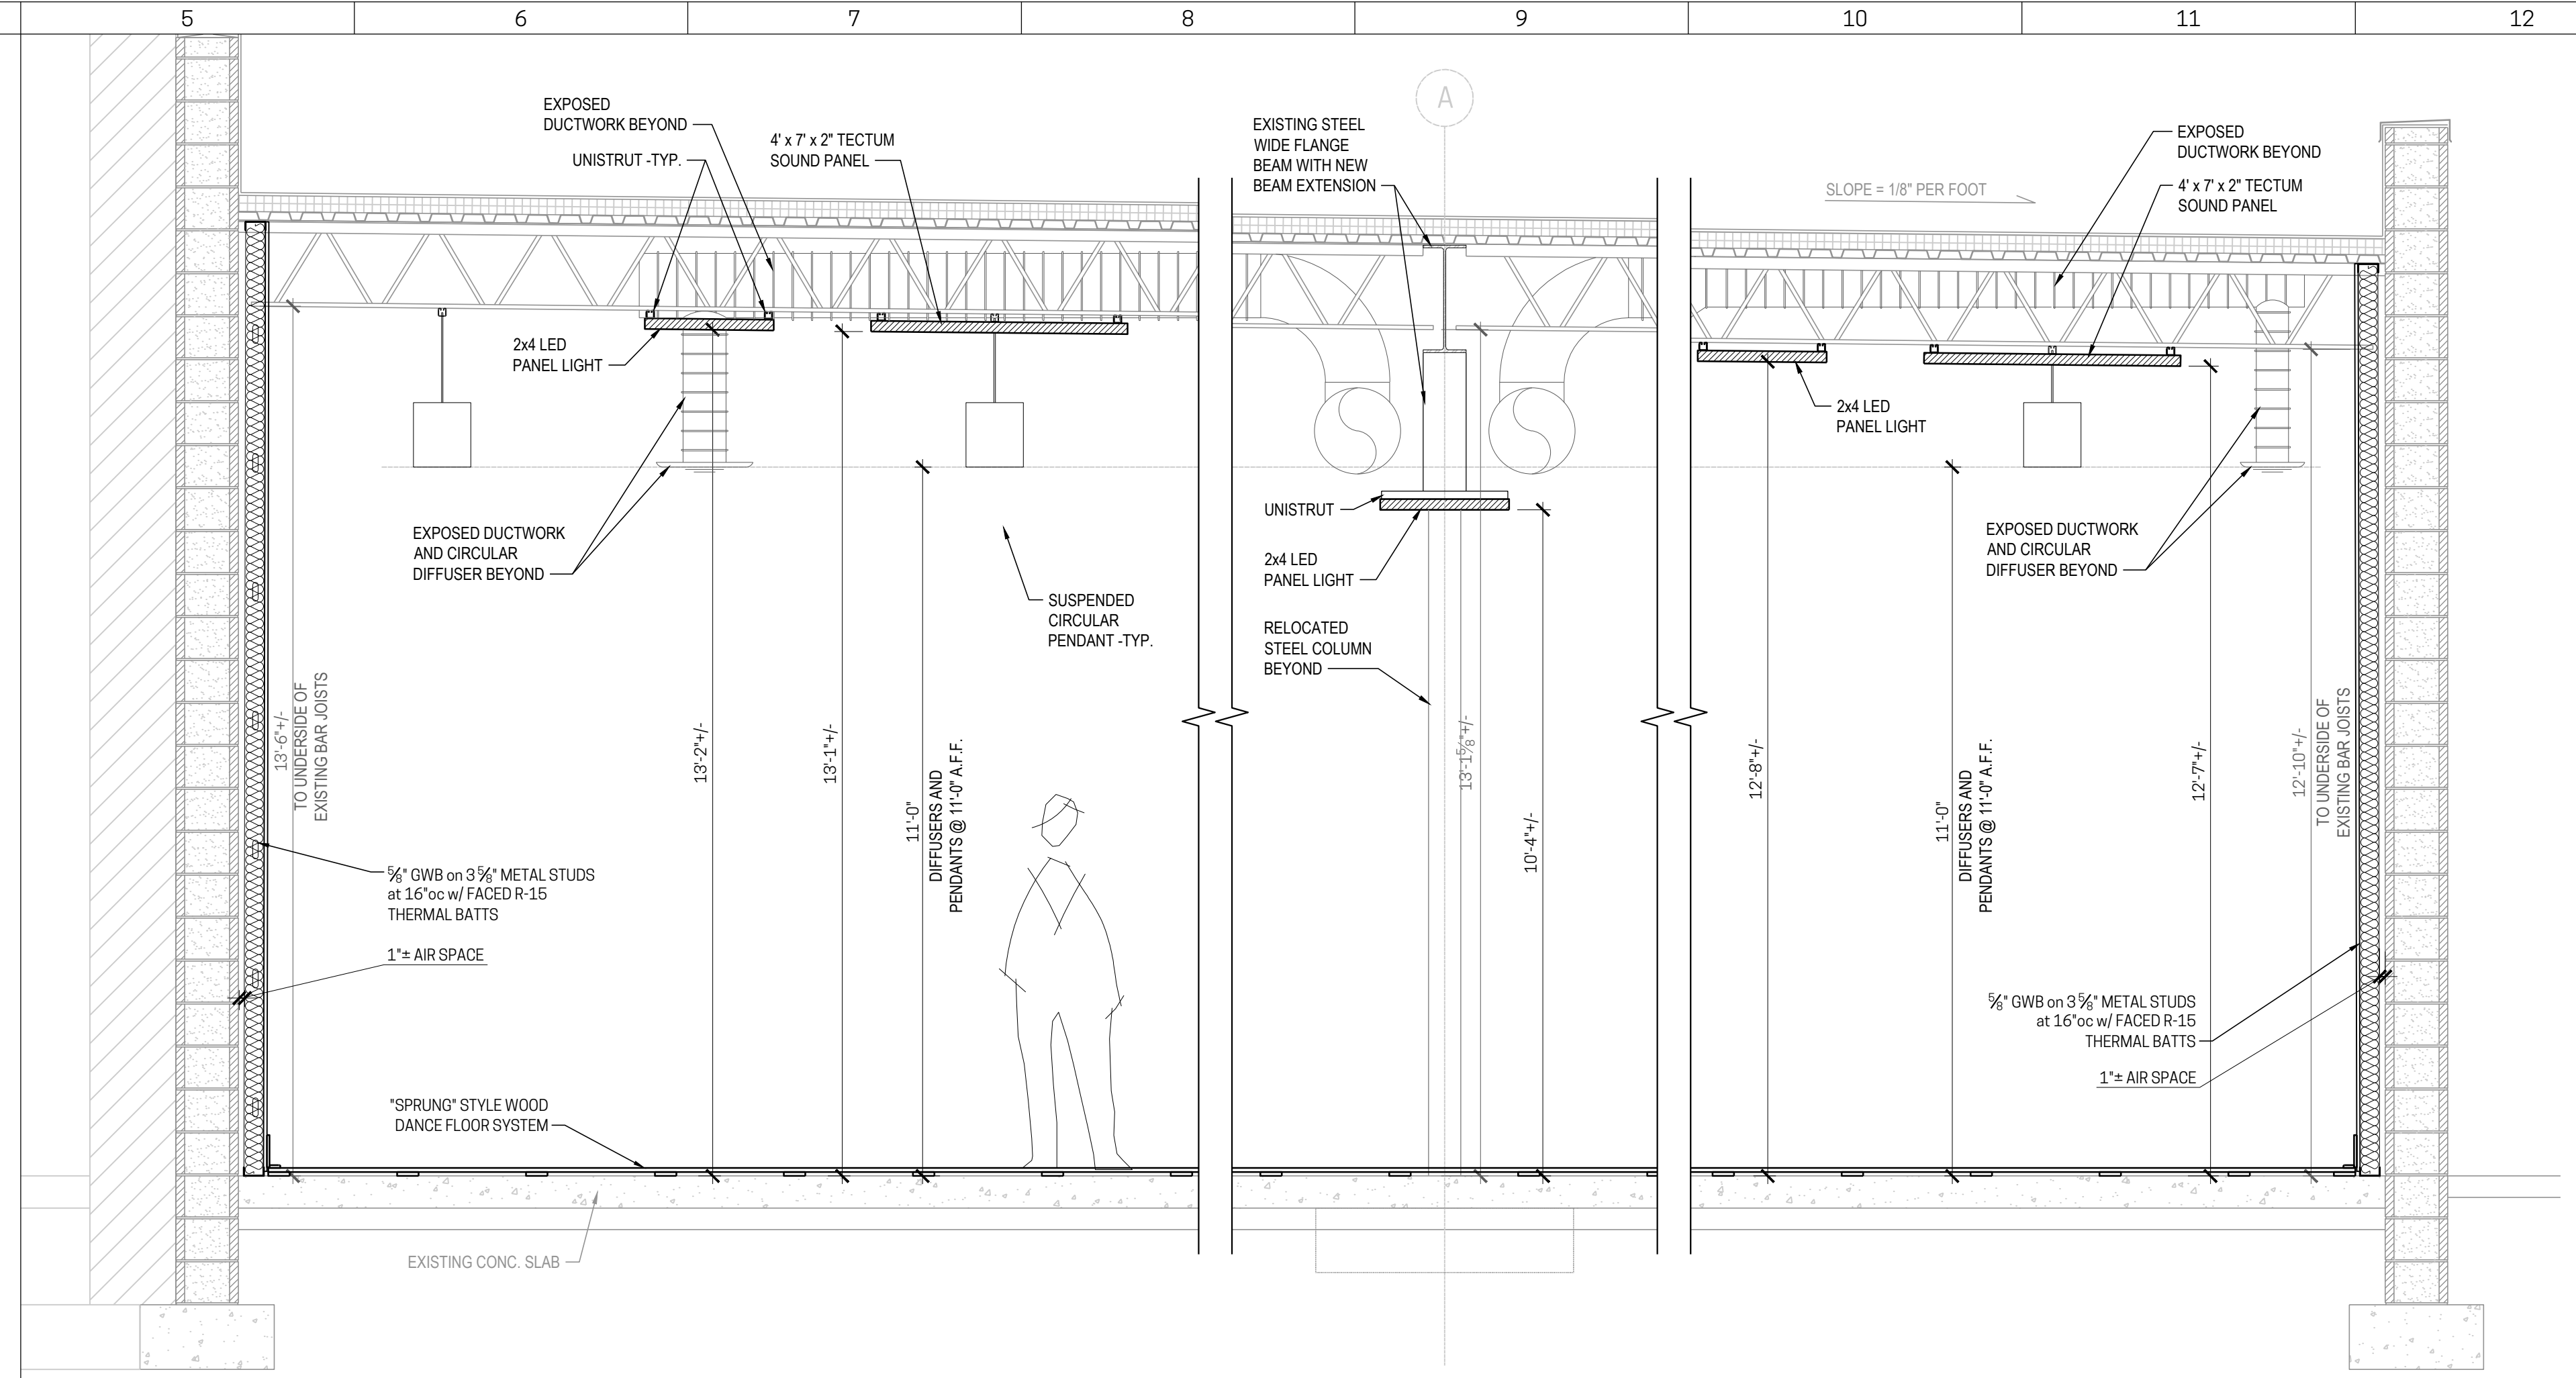 5
6
7
8
9
10
11
12
EXPOSED
DUCTWORK BEYOND
UNISTRUT -TYP.
4' x 7' x 2" TECTUM
SOUND PANEL
2x4 LED
PANEL LIGHT
EXPOSED DUCTWORK
AND CIRCULAR
DIFFUSER BEYOND
SUSPENDED
CIRCULAR
PENDANT -TYP.
13'-6"+/-
TO UNDERSIDE OF
EXISTING BAR JOISTS
13'-2"+/-
13'-1"+/-
11'-0"
DIFFUSERS AND
PENDANTS @ 11'-0" A.F.F.
⅝" GWB on 3 ⅝" METAL STUDS
at 16"oc w/ FACED R-15
THERMAL BATTS
1"± AIR SPACE
"SPRUNG" STYLE WOOD
DANCE FLOOR SYSTEM
EXISTING CONC. SLAB
A
EXISTING STEEL
WIDE FLANGE
BEAM WITH NEW
BEAM EXTENSION
UNISTRUT
2x4 LED
PANEL LIGHT
RELOCATED
STEEL COLUMN
BEYOND
13'-1⅝"+/-
10'-4"+/-
SLOPE = 1/8" PER FOOT
EXPOSED
DUCTWORK BEYOND
4' x 7' x 2" TECTUM
SOUND PANEL
2x4 LED
PANEL LIGHT
EXPOSED DUCTWORK
AND CIRCULAR
DIFFUSER BEYOND
12'-8"+/-
11'-0"
DIFFUSERS AND
PENDANTS @ 11'-0" A.F.F.
12'-7"+/-
12'-10"+/-
TO UNDERSIDE OF
EXISTING BAR JOISTS
⅝" GWB on 3 ⅝" METAL STUDS
at 16"oc w/ FACED R-15
THERMAL BATTS
1"± AIR SPACE